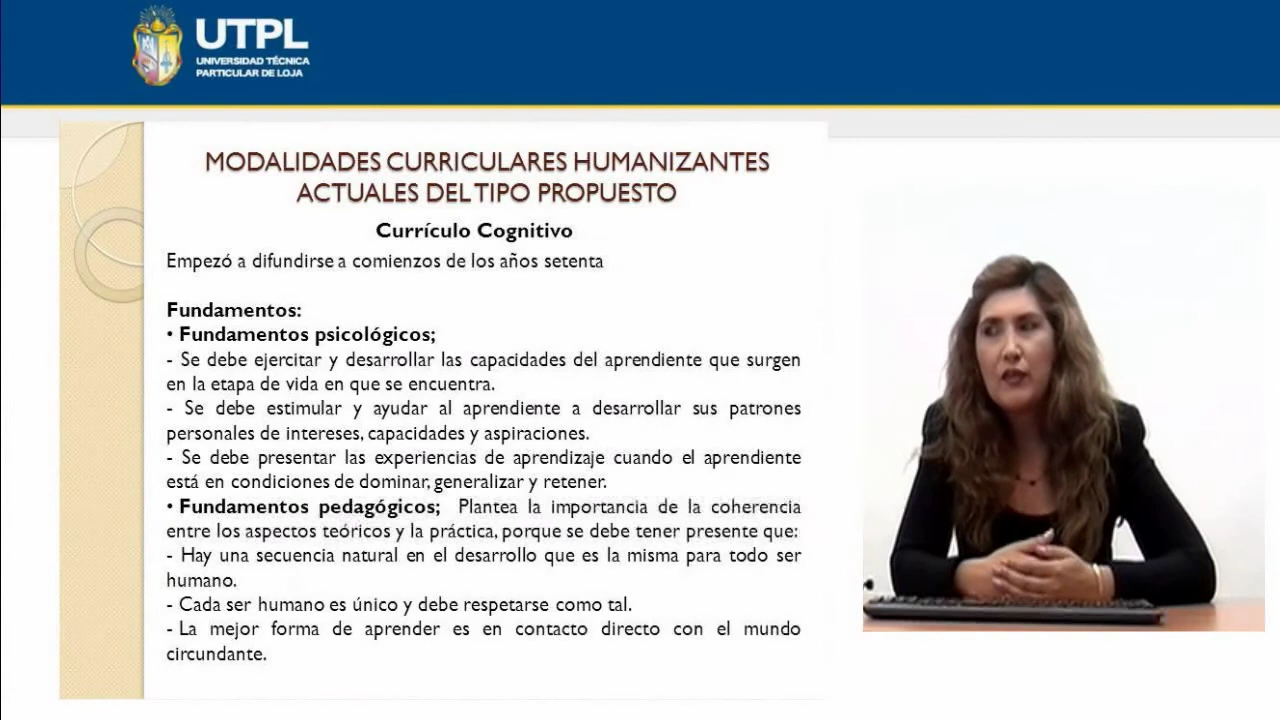 UTPL
UNIVERSIDAD TÉCNICA
PARTICULAR DE LOJA
MODALIDADES CURRICULARES HUMANIZANTES
ACTUALES DEL TIPO PROPUESTO
Currículo Cognitivo
Empezó a difundirse a comienzos de los años setenta
Fundamentos:
• Fundamentos psicológicos;
- Se debe ejercitar y desarrollar las capacidades del aprendiente que surgen
en la etapa de vida en que se encuentra.
- Se debe estimular y ayudar al aprendiente a desarrollar sus patrones
personales de intereses, capacidades y aspiraciones.
- Se debe presentar las experiencias de aprendizaje cuando el aprendiente
está en condiciones de dominar, generalizar y retener.
• Fundamentos pedagógicos; Plantea la importancia de la coherencia
entre los aspectos teóricos y la práctica, porque se debe tener presente que:
- Hay una secuencia natural en el desarrollo que es la misma para todo ser
humano.
- Cada ser humano es único y debe respetarse como tal.
- La mejor forma de aprender es en contacto directo con el mundo
circundante.